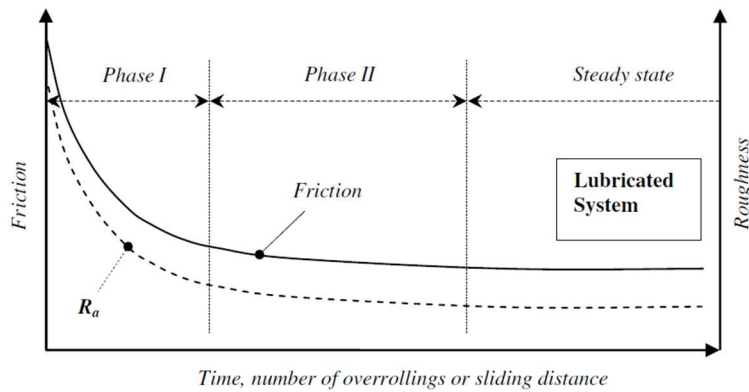 Phase I
Phase II
Steady state
Friction
Friction
Lubricated
System
Roughness
Ra
Time, number of overrollings or sliding distance